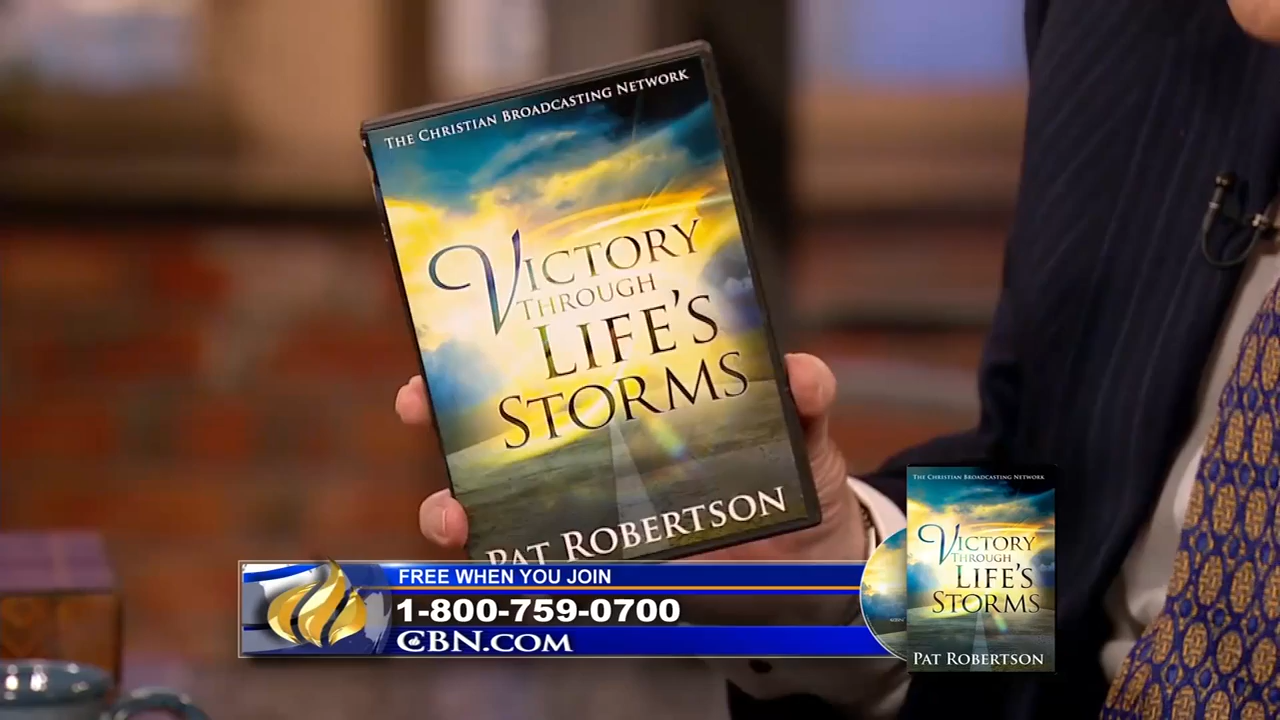 THE CHRISTIAN BROADCASTING NETWORK
VICTORY
THROUGH
LIFE'S
STORMS
PAT ROBERTSON
FREE WHEN YOU JOIN
1-800-759-0700
CBN.COM
THE CHRISTIAN BROADCASTING NETWORK
VICTORY
THROUGH
LIFE'S
STORMS
PAT ROBERTSON